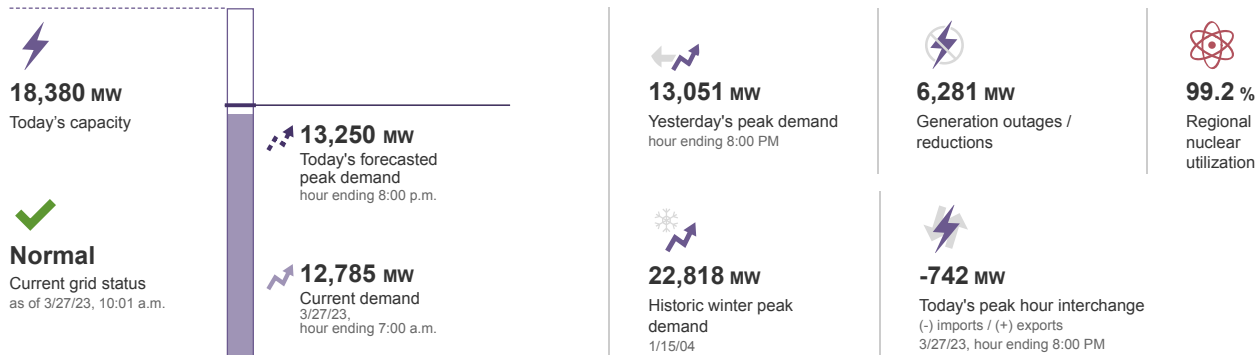 18,380 MW
Today's capacity
Normal
Current grid status
as of 3/27/23, 10:01 a.m.
13,250 MW
Today's forecasted
peak demand
hour ending 8:00 p.m.
12,785 MW
Current demand
3/27/23,
hour ending 7:00 a.m.
13,051 MW
Yesterday's peak demand
hour ending 8:00 PM
6,281 MW
Generation outages /
reductions
99.2 %
Regional
nuclear
utilization
22,818 MW
Historic winter peak
demand
1/15/04
-742 MW
Today's peak hour interchange
(-) imports / (+) exports
3/27/23, hour ending 8:00 PM